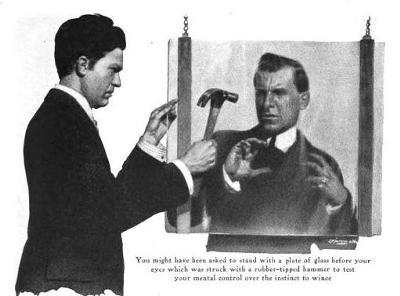 You might have been asked to stand with a plate of glass before your
eyes which was struck with a rubber-tipped hammer to test
your mental control over the instinct to wince